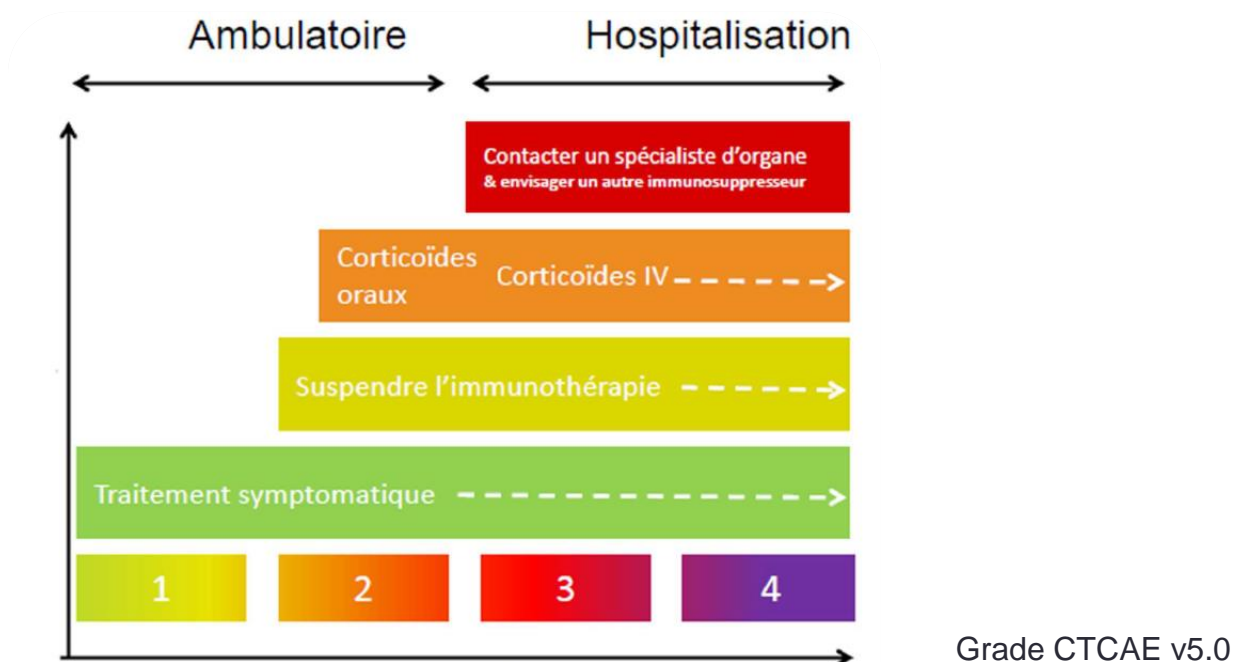 Ambulatoire
Hospitalisation
Contacter un spécialiste d'organe
& envisager un autre immunosuppresseur
Corticoïdes
oraux
Corticoïdes IV
Suspendre l'immunothérapie
Traitement symptomatique
1
2
3
4
Grade CTCAE v5.0